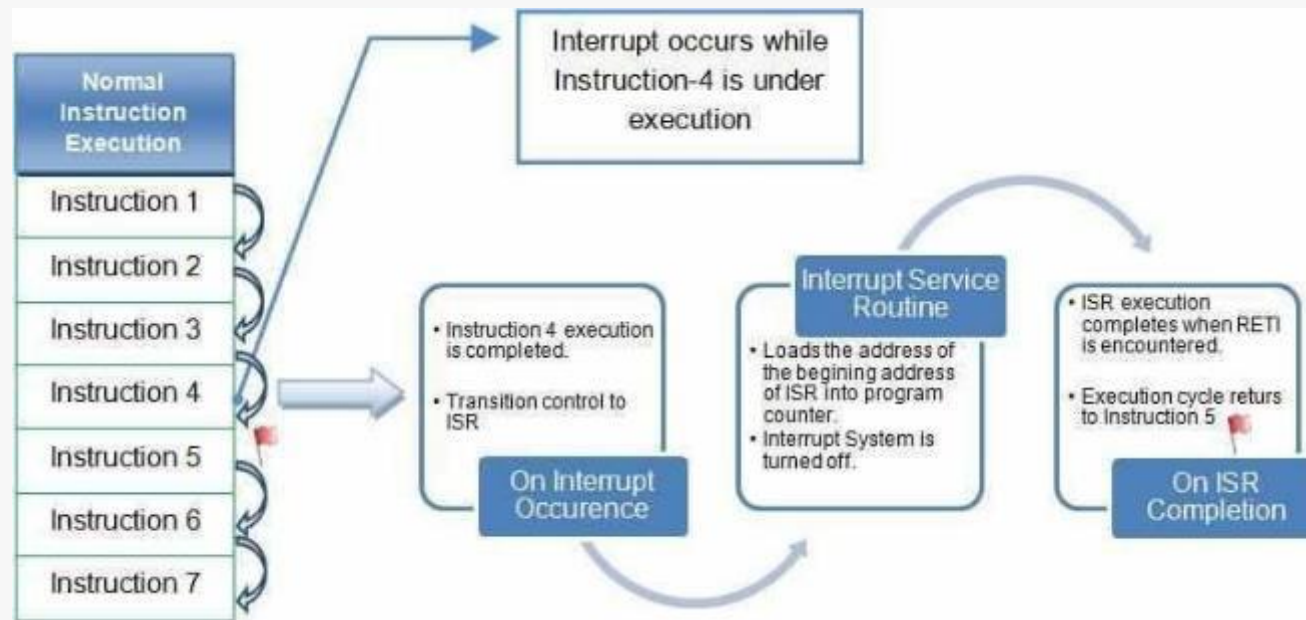 Normal
Instruction
Execution
Instruction 1
Instruction 2
Instruction 3
Instruction 4
Instruction 5
Instruction 6
Instruction 7
Interrupt occurs while
Instruction-4 is under
execution
• Instruction 4 execution
is completed.
• Transition control to
ISR
On Interrupt
Occurence
Interrupt Service
Routine
• Loads the address of
the begining address
of ISR into program
counter.
• Interrupt System is
turned off.
• ISR execution
completes when RETI
is encountered.
• Execution cycle returs
to Instruction 5
On ISR
Completion